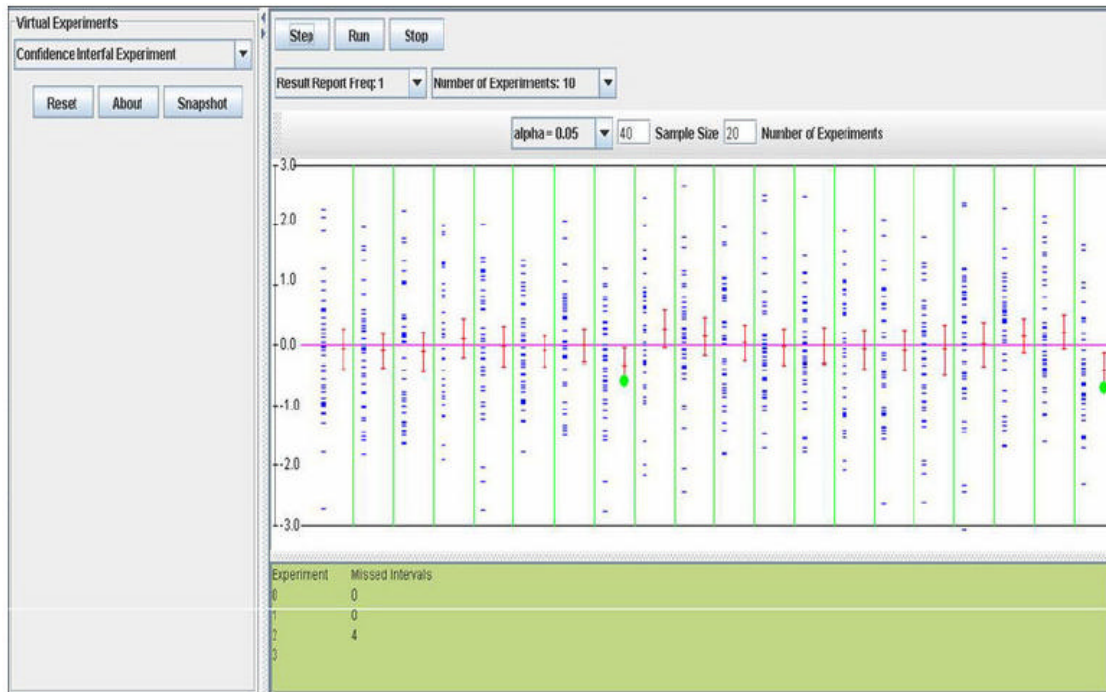 Virtual Experiments
Confidence Interfal Experiment
Reset About Snapshot
Step Run Stop
Result Report Freq: 1 Number of Experiments: 10
alpha = 0.05 40 Sample Size 20 Number of Experiments
3.0
2.0
1.0
0.0
-1.0
-2.0
-3.0
Experiment Missed Intervals
0 0
1 0
2 4
3